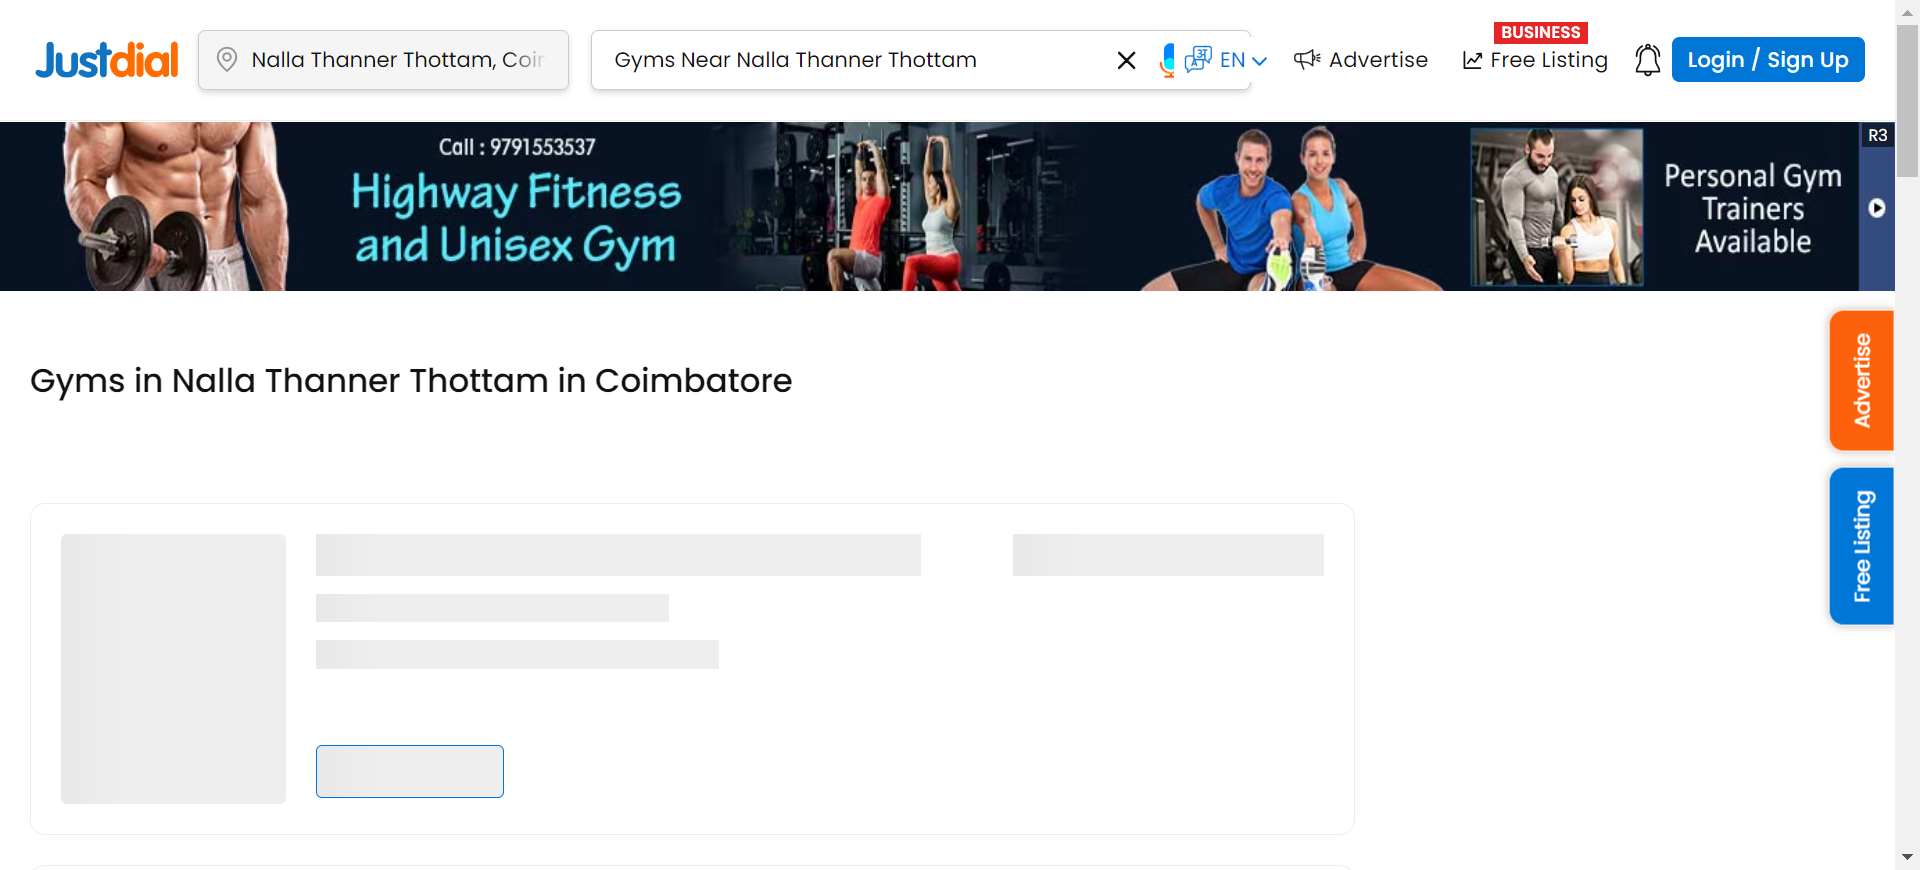 Justdial
Nalla Thanner Thottam, Coir
Gyms Near Nalla Thanner Thottam
EN
Advertise
BUSINESS
Free Listing
Login / Sign Up
Call : 9791553537
Highway Fitness
and Unisex Gym
Personal Gym
Trainers
Available
R3
Gyms in Nalla Thanner Thottam in Coimbatore
Advertise
Free Listing